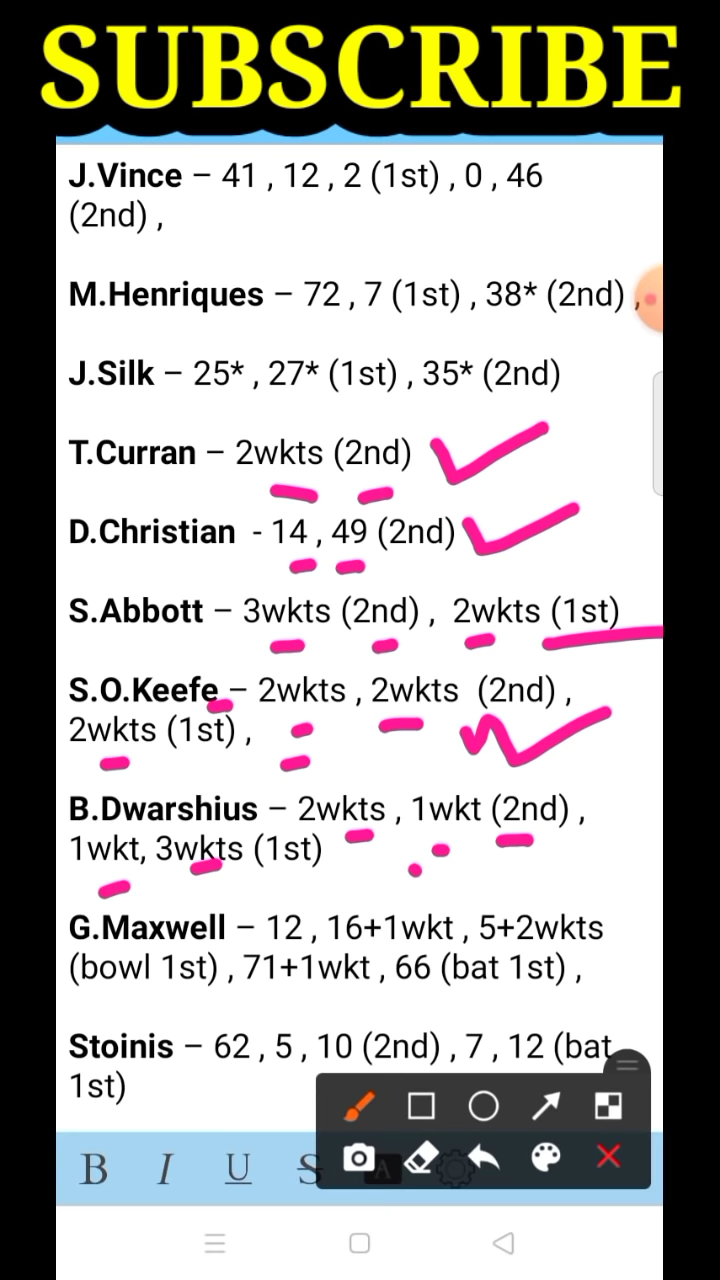 SUBSCRIBE
J.Vince – 41 , 12 , 2 (1st) , 0 , 46
(2nd) ,
M.Henriques – 72 , 7 (1st) , 38* (2nd) ,
J.Silk – 25* , 27* (1st) , 35* (2nd)
T.Curran – 2wkts (2nd)
D.Christian - 14 , 49 (2nd)
S.Abbott – 3wkts (2nd) , 2wkts (1st)
S.O.Keefe – 2wkts , 2wkts (2nd) ,
2wkts (1st) ,
B.Dwarshius – 2wkts , 1wkt (2nd) ,
1wkt, 3wkts (1st)
G.Maxwell – 12 , 16+1wkt , 5+2wkts
(bowl 1st) , 71+1wkt , 66 (bat 1st) ,
Stoinis – 62 , 5 , 10 (2nd) , 7 , 12 (bat
1st)
B I U S A